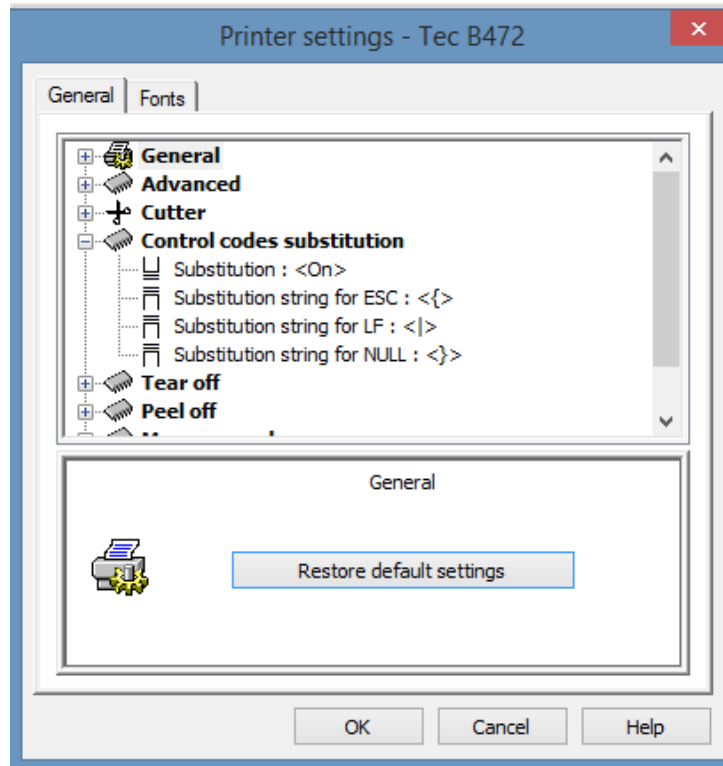 Printer settings - Tec B472
General
Fonts
General
Advanced
Cutter
Control codes substitution
Substitution : <On>
Substitution string for ESC : <{>
Substitution string for LF : <|>
Substitution string for NULL : <}>
Tear off
Peel off
General
Restore default settings
OK
Cancel
Help